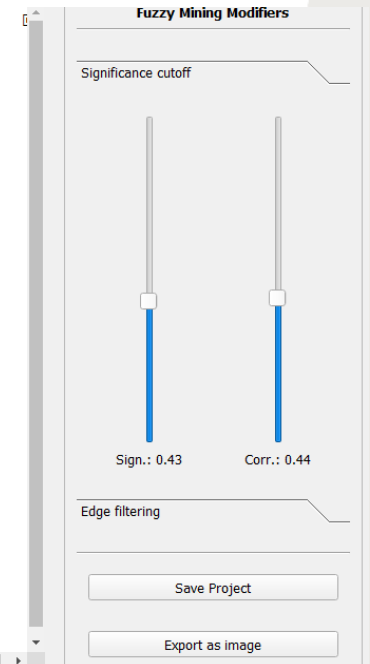 Fuzzy Mining Modifiers
Significance cutoff
Sign.: 0.43 Corr.: 0.44
Edge filtering
Save Project
Export as image